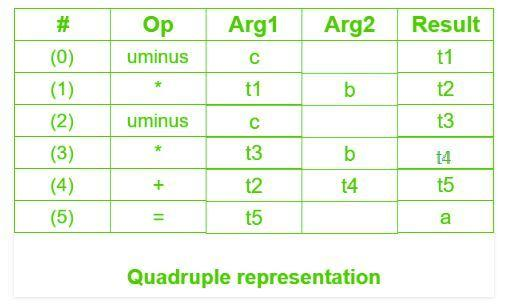 # Op Arg1 Arg2 Result
(0) uminus c t1
(1) * t1 b t2
(2) uminus c t3
(3) * t3 b t4
(4) + t2 t4 t5
(5) = t5 a
Quadruple representation